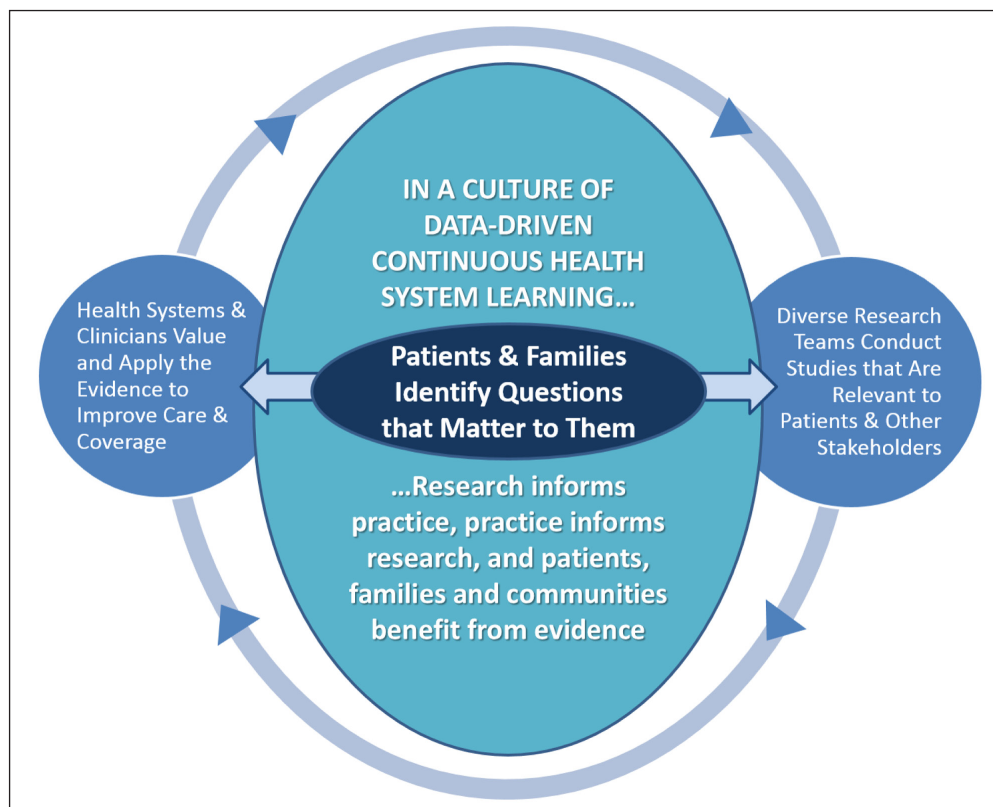 IN A CULTURE OF
DATA-DRIVEN
CONTINUOUS HEALTH
SYSTEM LEARNING…
Health Systems &
Clinicians Value
and Apply the
Evidence to
Improve Care &
Coverage
Patients & Families
Identify Questions
that Matter to Them
Diverse Research
Teams Conduct
Studies that Are
Relevant to
Patients & Other
Stakeholders
…Research informs
practice, practice informs
research, and patients,
families and communities
benefit from evidence